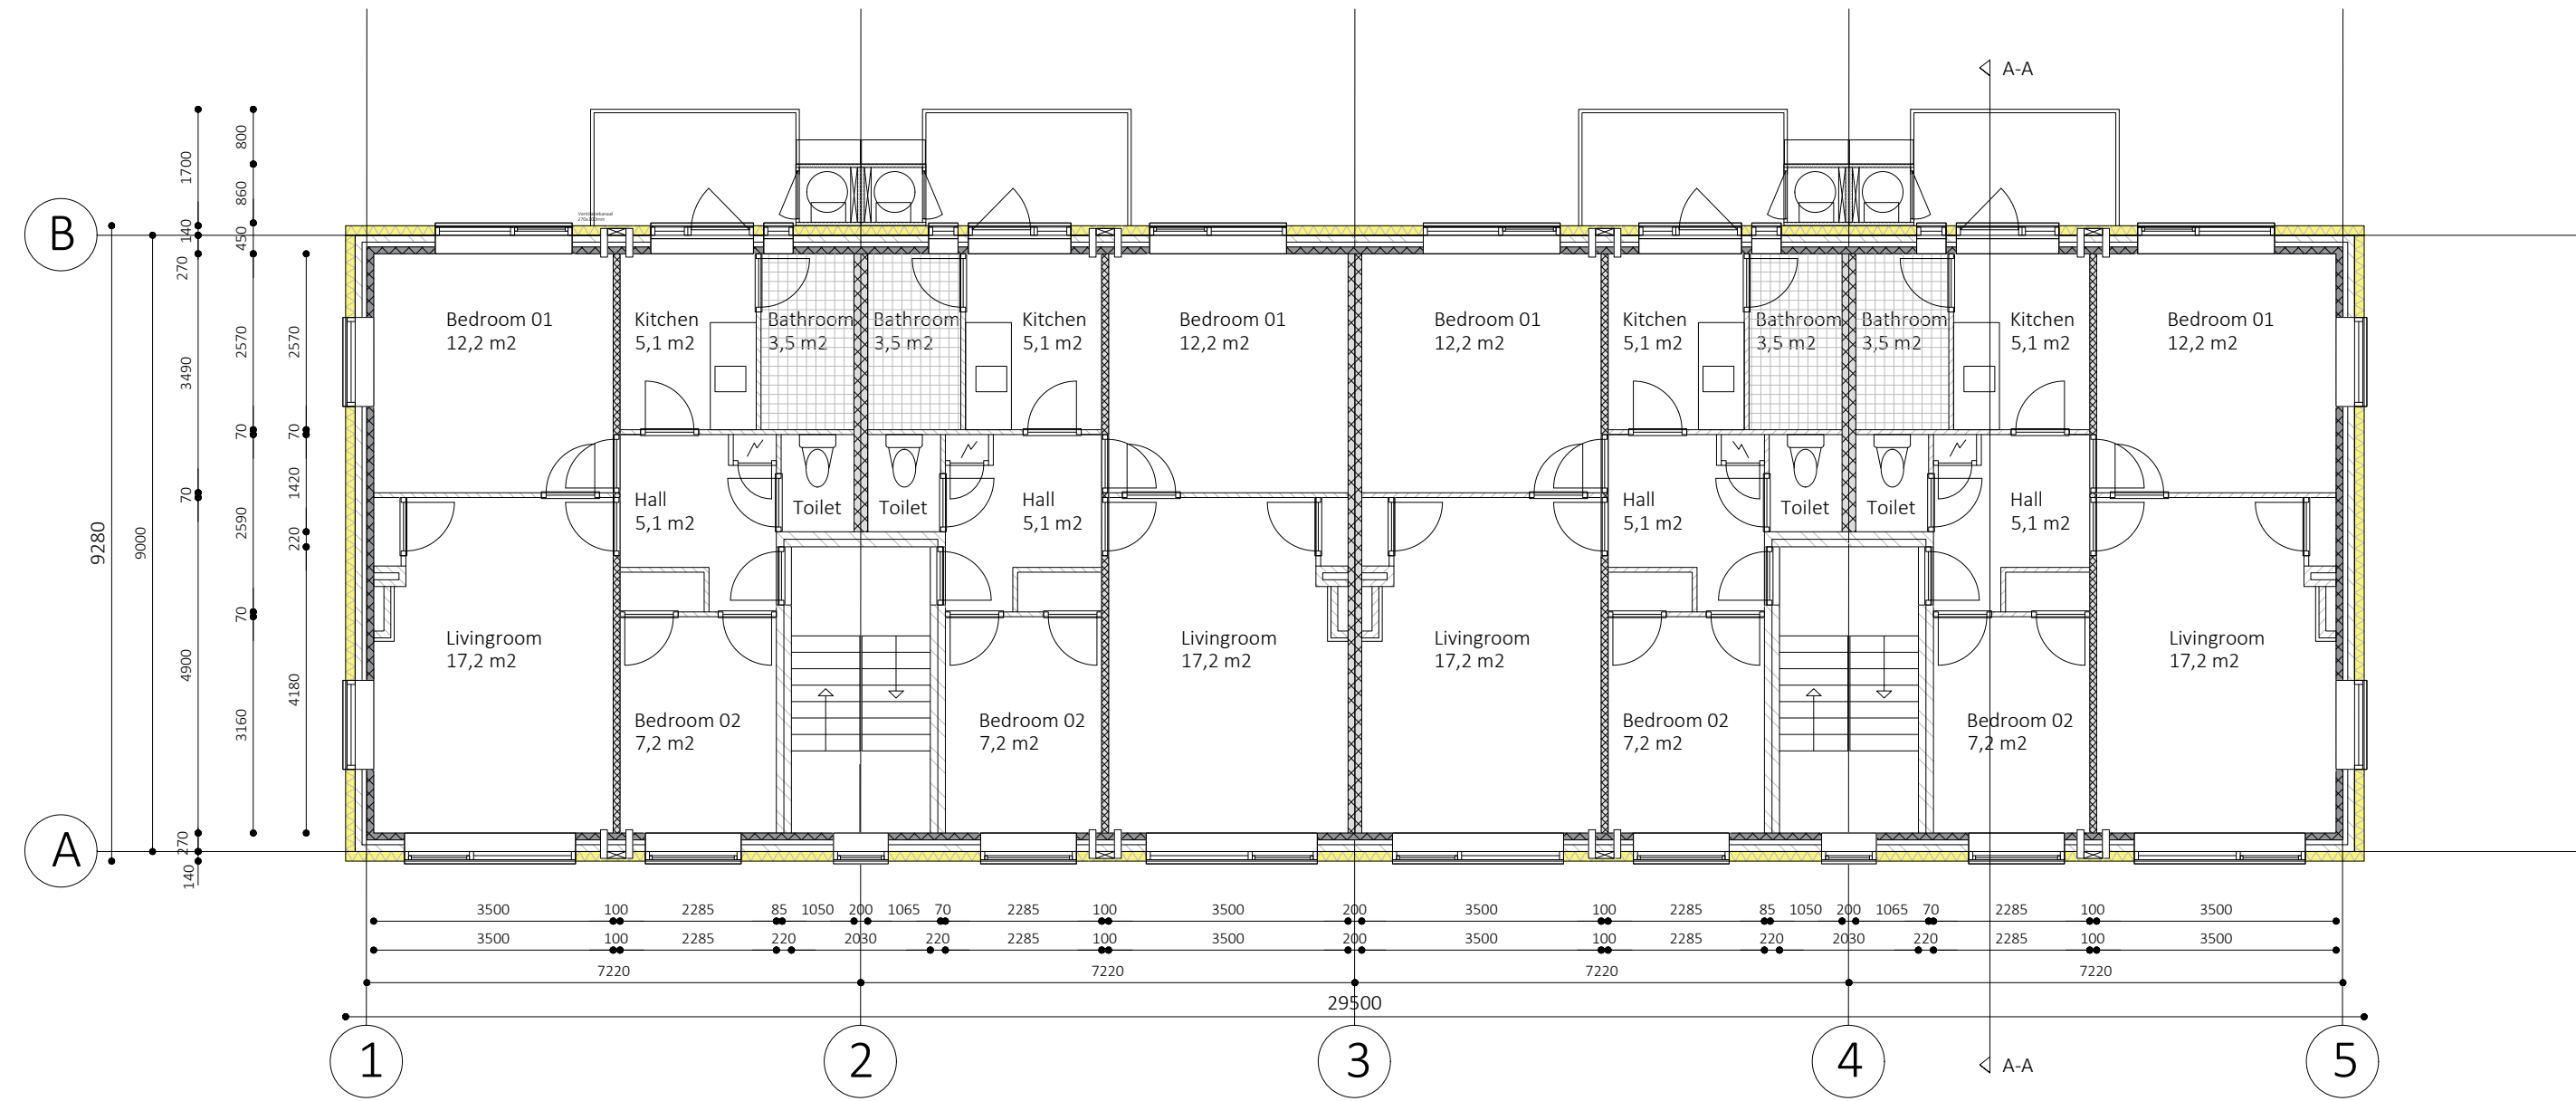 A-A
800
1700
860
140
450
270
B
Ventilatiekanaal
Bedroom 01
12,2 m2
Kitchen
5,1 m2
Bathroom
3,5 m2
Bathroom
3,5 m2
Kitchen
5,1 m2
Bedroom 01
12,2 m2
Bedroom 01
12,2 m2
Kitchen
5,1 m2
Bathroom
3,5 m2
Bathroom
3,5 m2
Kitchen
5,1 m2
Bedroom 01
12,2 m2
2570
2570
3490
70
70
70
1420
2590
220
9280
9000
70
4900
4180
3160
270
140
Hall
5,1 m2
Toilet
Toilet
Hall
5,1 m2
Hall
5,1 m2
Toilet
Toilet
Hall
5,1 m2
Livingroom
17,2 m2
Livingroom
17,2 m2
Livingroom
17,2 m2
Livingroom
17,2 m2
Bedroom 02
7,2 m2
Bedroom 02
7,2 m2
Bedroom 02
7,2 m2
Bedroom 02
7,2 m2
A
3500 100 2285 85 1050 200 1065 70 2285 100 3500 200 3500 100 2285 85 1050 200 1065 70 2285 100 3500
3500 100 2285 220 2030 220 2285 100 3500 200 3500 100 2285 220 2030 220 2285 100 3500
7220 7220 7220 7220
29500
1 2 3 4 5
A-A